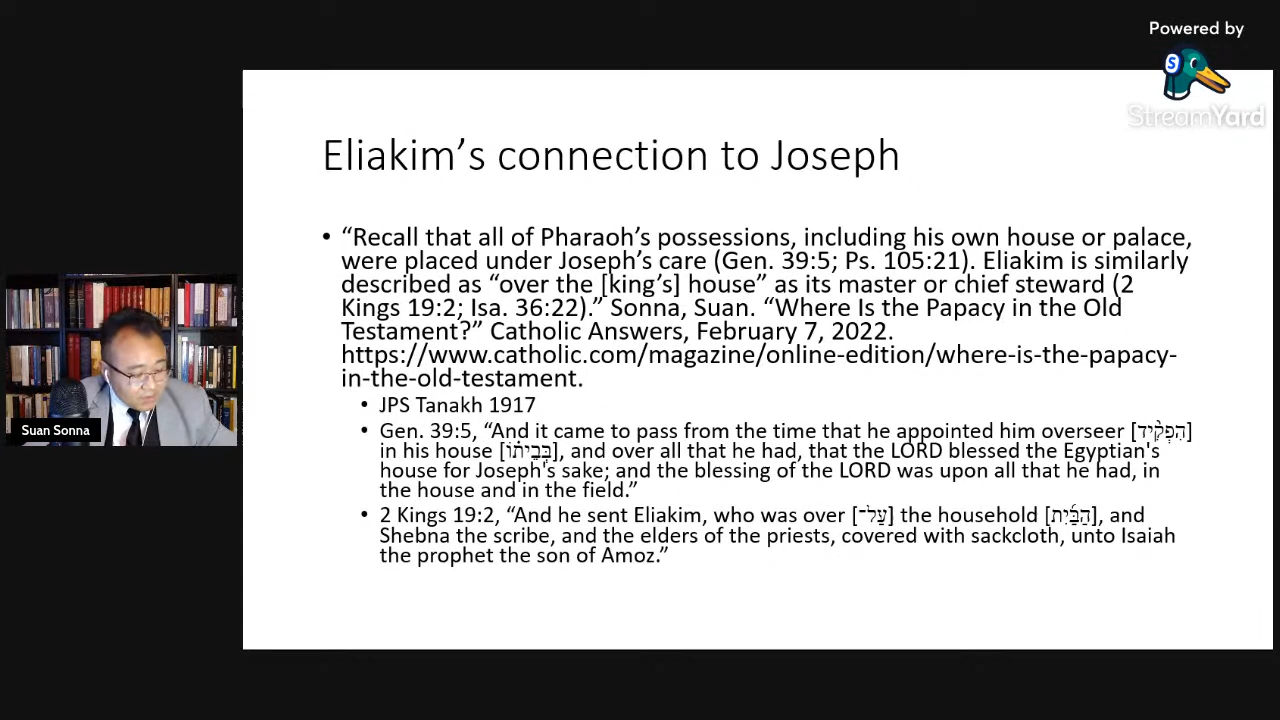 Powered by
StreamYard
Eliakim’s connection to Joseph
• “Recall that all of Pharaoh’s possessions, including his own house or palace,
were placed under Joseph’s care (Gen. 39:5; Ps. 105:21). Eliakim is similarly
described as “over the [king’s] house” as its master or chief steward (2
Kings 19:2; Isa. 36:22).” Sonna, Suan. “Where Is the Papacy in the Old
Testament?” Catholic Answers, February 7, 2022.
https://www.catholic.com/magazine/online-edition/where-is-the-papacy-
in-the-old-testament.
• JPS Tanakh 1917
• Gen. 39:5, “And it came to pass from the time that he appointed him overseer [הִפְקִ֨יד]
in his house [בְּבֵית֗וֹ], and over all that he had, that the LORD blessed the Egyptian's
house for Joseph's sake; and the blessing of the LORD was upon all that he had, in
the house and in the field.”
• 2 Kings 19:2, “And he sent Eliakim, who was over [עַל־] the household [הַבַּ֜יִת], and
Shebna the scribe, and the elders of the priests, covered with sackcloth, unto Isaiah
the prophet the son of Amoz.”
Suan Sonna